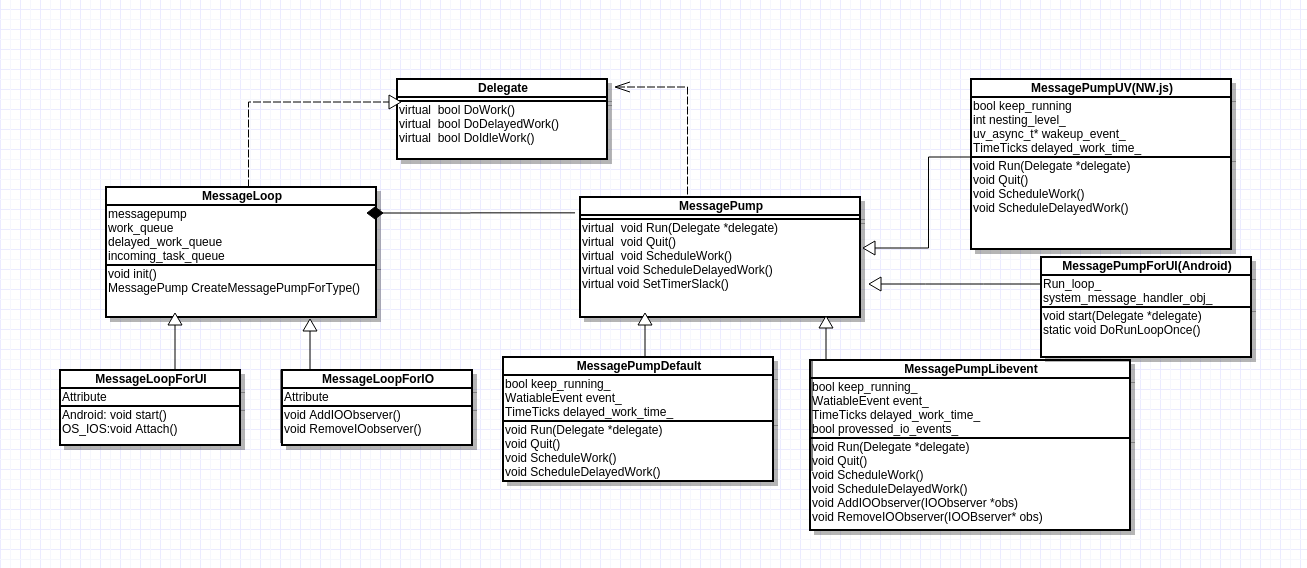 Delegate
virtual  bool DoWork()
virtual  bool DoDelayedWork()
virtual  bool DoIdleWork()
MessagePumpUV(NW.js)
bool keep_running
int nesting_level_
uv_async_t* wakeup_event_
TimeTicks delayed_work_time_
void Run(Delegate *delegate)
void Quit()
void ScheduleWork()
void ScheduleDelayedWork()
MessageLoop
messagepump
work_queue
delayed_work_queue
incoming_task_queue
void init()
MessagePump CreateMessagePumpForType()
MessagePump
virtual  void Run(Delegate *delegate)
virtual  void Quit()
virtual  void ScheduleWork()
virtual void ScheduleDelayedWork()
virtual void SetTimerSlack()
MessagePumpForUI(Android)
Run_loop_
system_message_handler_obj_
void start(Delegate *delegate)
static void DoRunLoopOnce()
MessageLoopForUI
Attribute
Android: void start()
OS_IOS:void Attach()
MessageLoopForIO
Attribute
void AddIOObserver()
void RemoveIOobserver()
MessagePumpDefault
bool keep_running_
WatiableEvent event_
TimeTicks delayed_work_time_
void Run(Delegate *delegate)
void Quit()
void ScheduleWork()
void ScheduleDelayedWork()
MessagePumpLibevent
bool keep_running_
WatiableEvent event_
TimeTicks delayed_work_time_
bool provessed_io_events_
void Run(Delegate *delegate)
void Quit()
void ScheduleWork()
void ScheduleDelayedWork()
void AddIOObserver(IOObserver *obs)
void RemoveIOObserver(IOOBserver* obs)